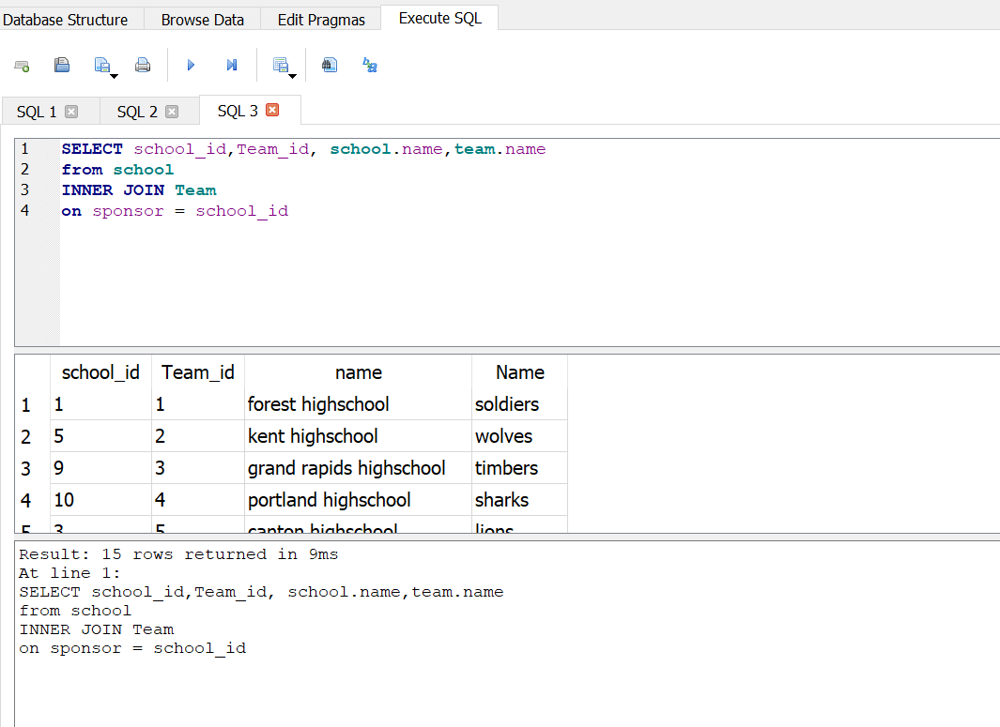 Database Structure Browse Data Edit Pragmas Execute SQL
SQL 1 SQL 2 SQL 3
1 SELECT school_id,Team_id, school.name,team.name
2 from school
3 INNER JOIN Team
4 on sponsor = school_id
school_id Team_id name Name
1 1 1 forest highschool soldiers
2 5 2 kent highschool wolves
3 9 3 grand rapids highschool timbers
4 10 4 portland highschool sharks
5 3 5 canton highschool lions
Result: 15 rows returned in 9ms
At line 1:
SELECT school_id,Team_id, school.name,team.name
from school
INNER JOIN Team
on sponsor = school_id